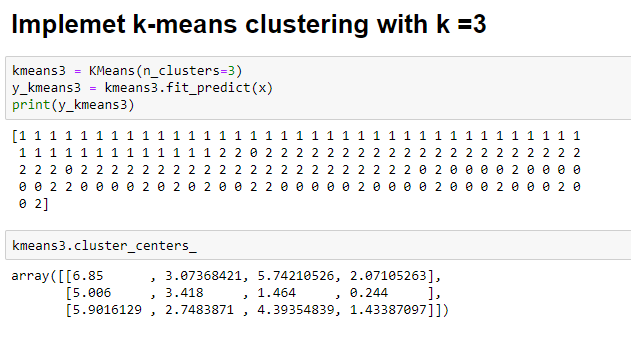 Implemet k-means clustering with k =3
kmeans3 = KMeans(n_clusters=3)
y_kmeans3 = kmeans3.fit_predict(x)
print(y_kmeans3)
[1 1 1 1 1 1 1 1 1 1 1 1 1 1 1 1 1 1 1 1 1 1 1 1 1 1 1 1 1 1 1 1 1 1 1 1 1
1 1 1 1 1 1 1 1 1 1 1 1 1 2 2 0 2 2 2 2 2 2 2 2 2 2 2 2 2 2 2 2 2 2 2 2 2
2 2 2 0 2 2 2 2 2 2 2 2 2 2 2 2 2 2 2 2 2 2 2 2 2 2 0 2 0 0 0 0 2 0 0 0 0
0 0 2 2 0 0 0 0 2 0 2 0 2 0 0 2 2 0 0 0 0 0 2 0 0 0 0 2 0 0 0 2 0 0 0 2 0
0 2]
kmeans3.cluster_centers_
array([[6.85      , 3.07368421, 5.74210526, 2.07105263],
[5.006     , 3.418     , 1.464     , 0.244     ],
[5.9016129 , 2.7483871 , 4.39354839, 1.43387097]])